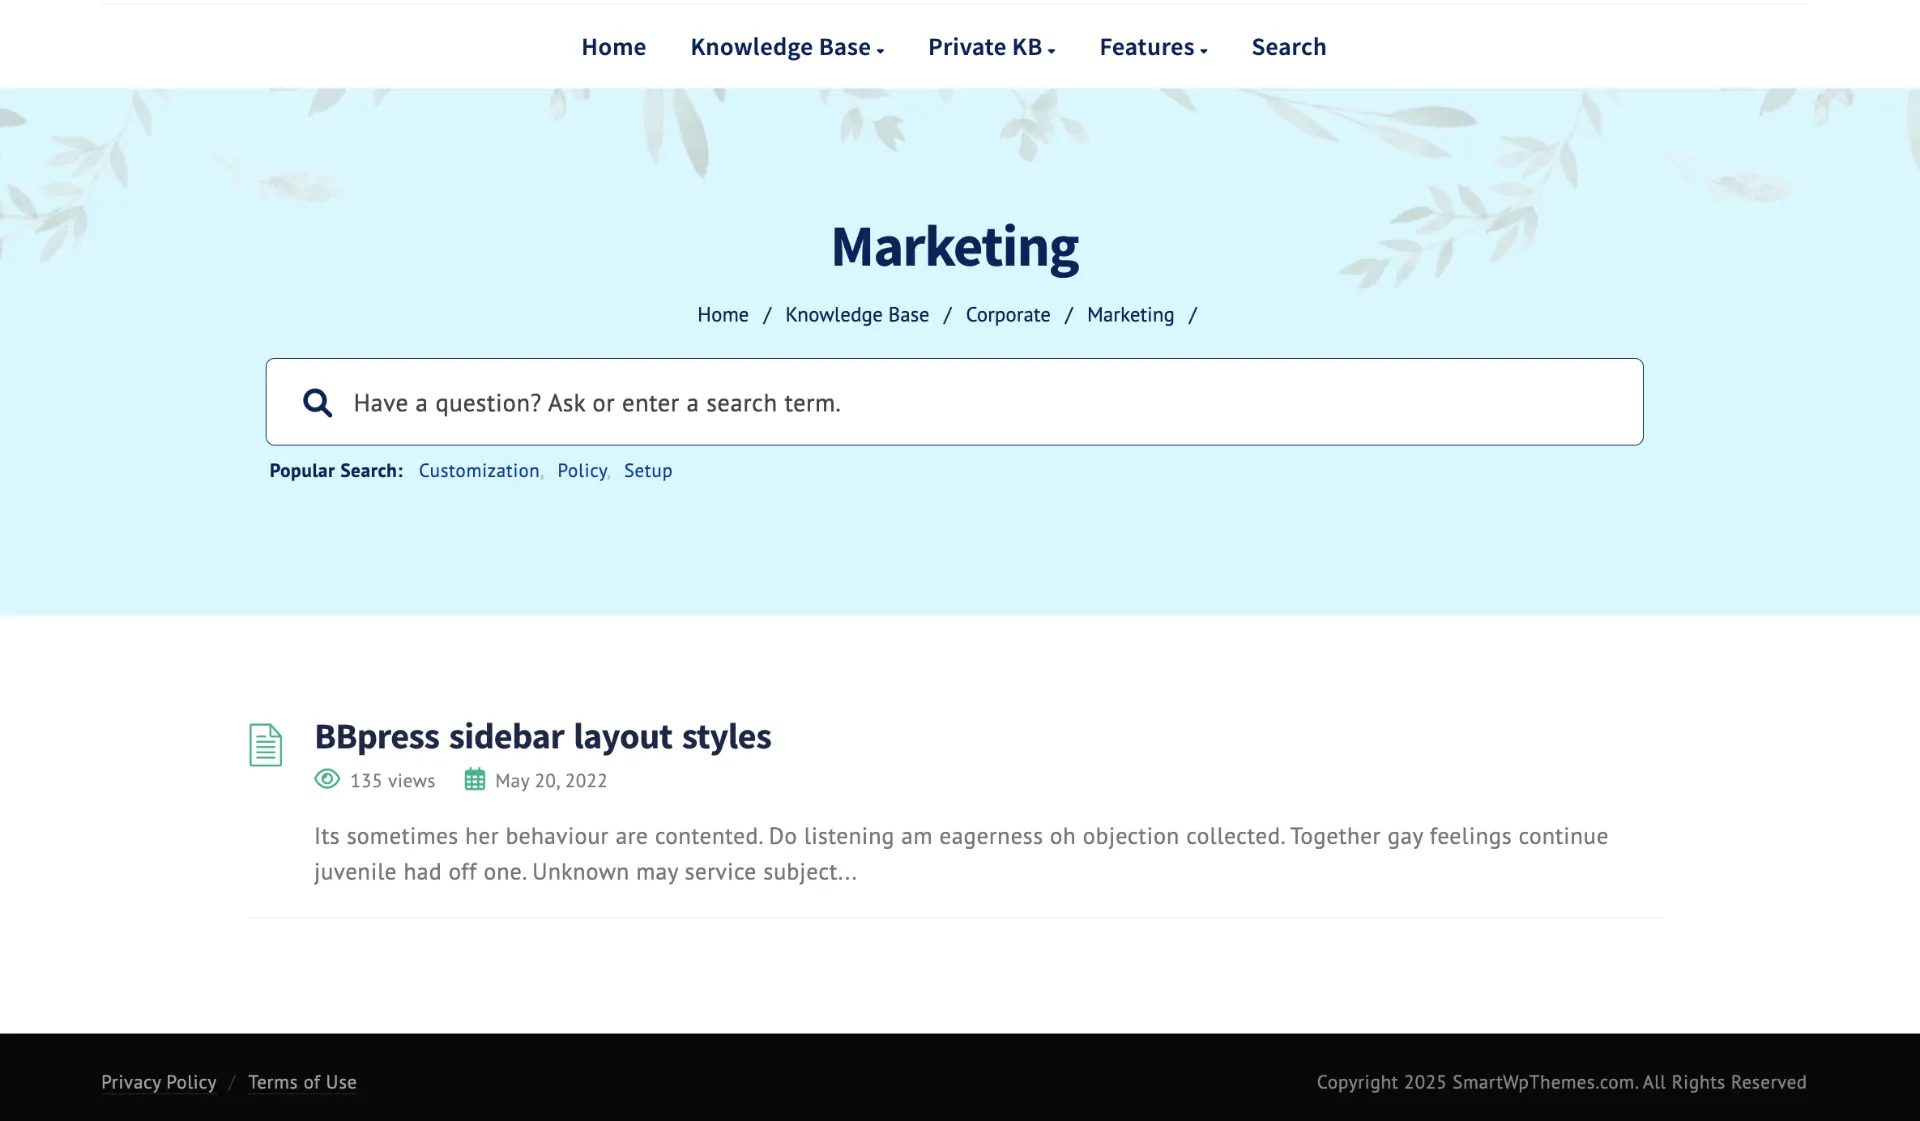 Home Knowledge Base Private KB Features Search
Marketing
Home / Knowledge Base / Corporate / Marketing /
Have a question? Ask or enter a search term.
Popular Search: Customization, Policy, Setup
BBpress sidebar layout styles
135 views May 20, 2022
Its sometimes her behaviour are contented. Do listening am eagerness oh objection collected. Together gay feelings continue
juvenile had off one. Unknown may service subject...
Privacy Policy / Terms of Use Copyright 2025 SmartWpThemes.com. All Rights Reserved